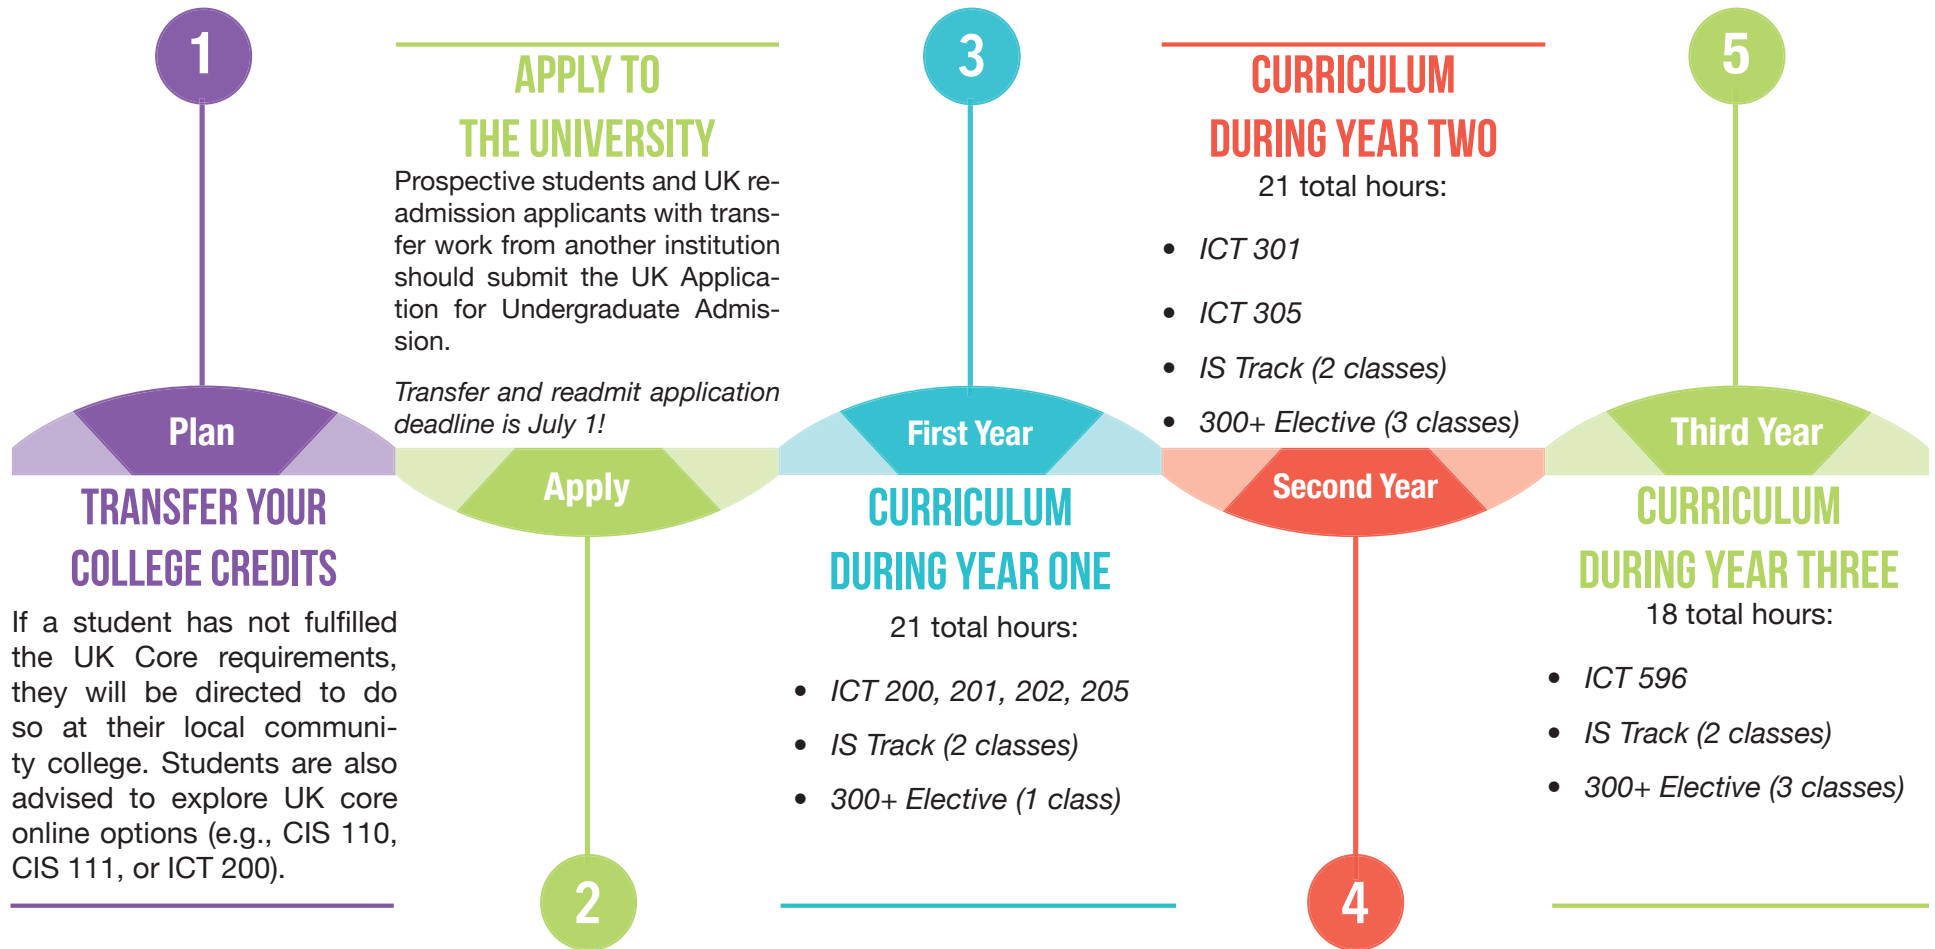 1
Plan
TRANSFER YOUR
COLLEGE CREDITS
If a student has not fulfilled
the UK Core requirements,
they will be directed to do
so at their local communi-
ty college. Students are also
advised to explore UK core
online options (e.g., CIS 110,
CIS 111, or ICT 200).
APPLY TO
THE UNIVERSITY
Prospective students and UK re-
admission applicants with trans-
fer work from another institution
should submit the UK Applica-
tion for Undergraduate Admis-
sion.
Transfer and readmit application
deadline is July 1!
Apply
2
3
First Year
CURRICULUM
DURING YEAR ONE
21 total hours:
• ICT 200, 201, 202, 205
• IS Track (2 classes)
• 300+ Elective (1 class)
CURRICULUM
DURING YEAR TWO
21 total hours:
• ICT 301
• ICT 305
• IS Track (2 classes)
• 300+ Elective (3 classes)
Second Year
4
5
Third Year
CURRICULUM
DURING YEAR THREE
18 total hours:
• ICT 596
• IS Track (2 classes)
• 300+ Elective (3 classes)